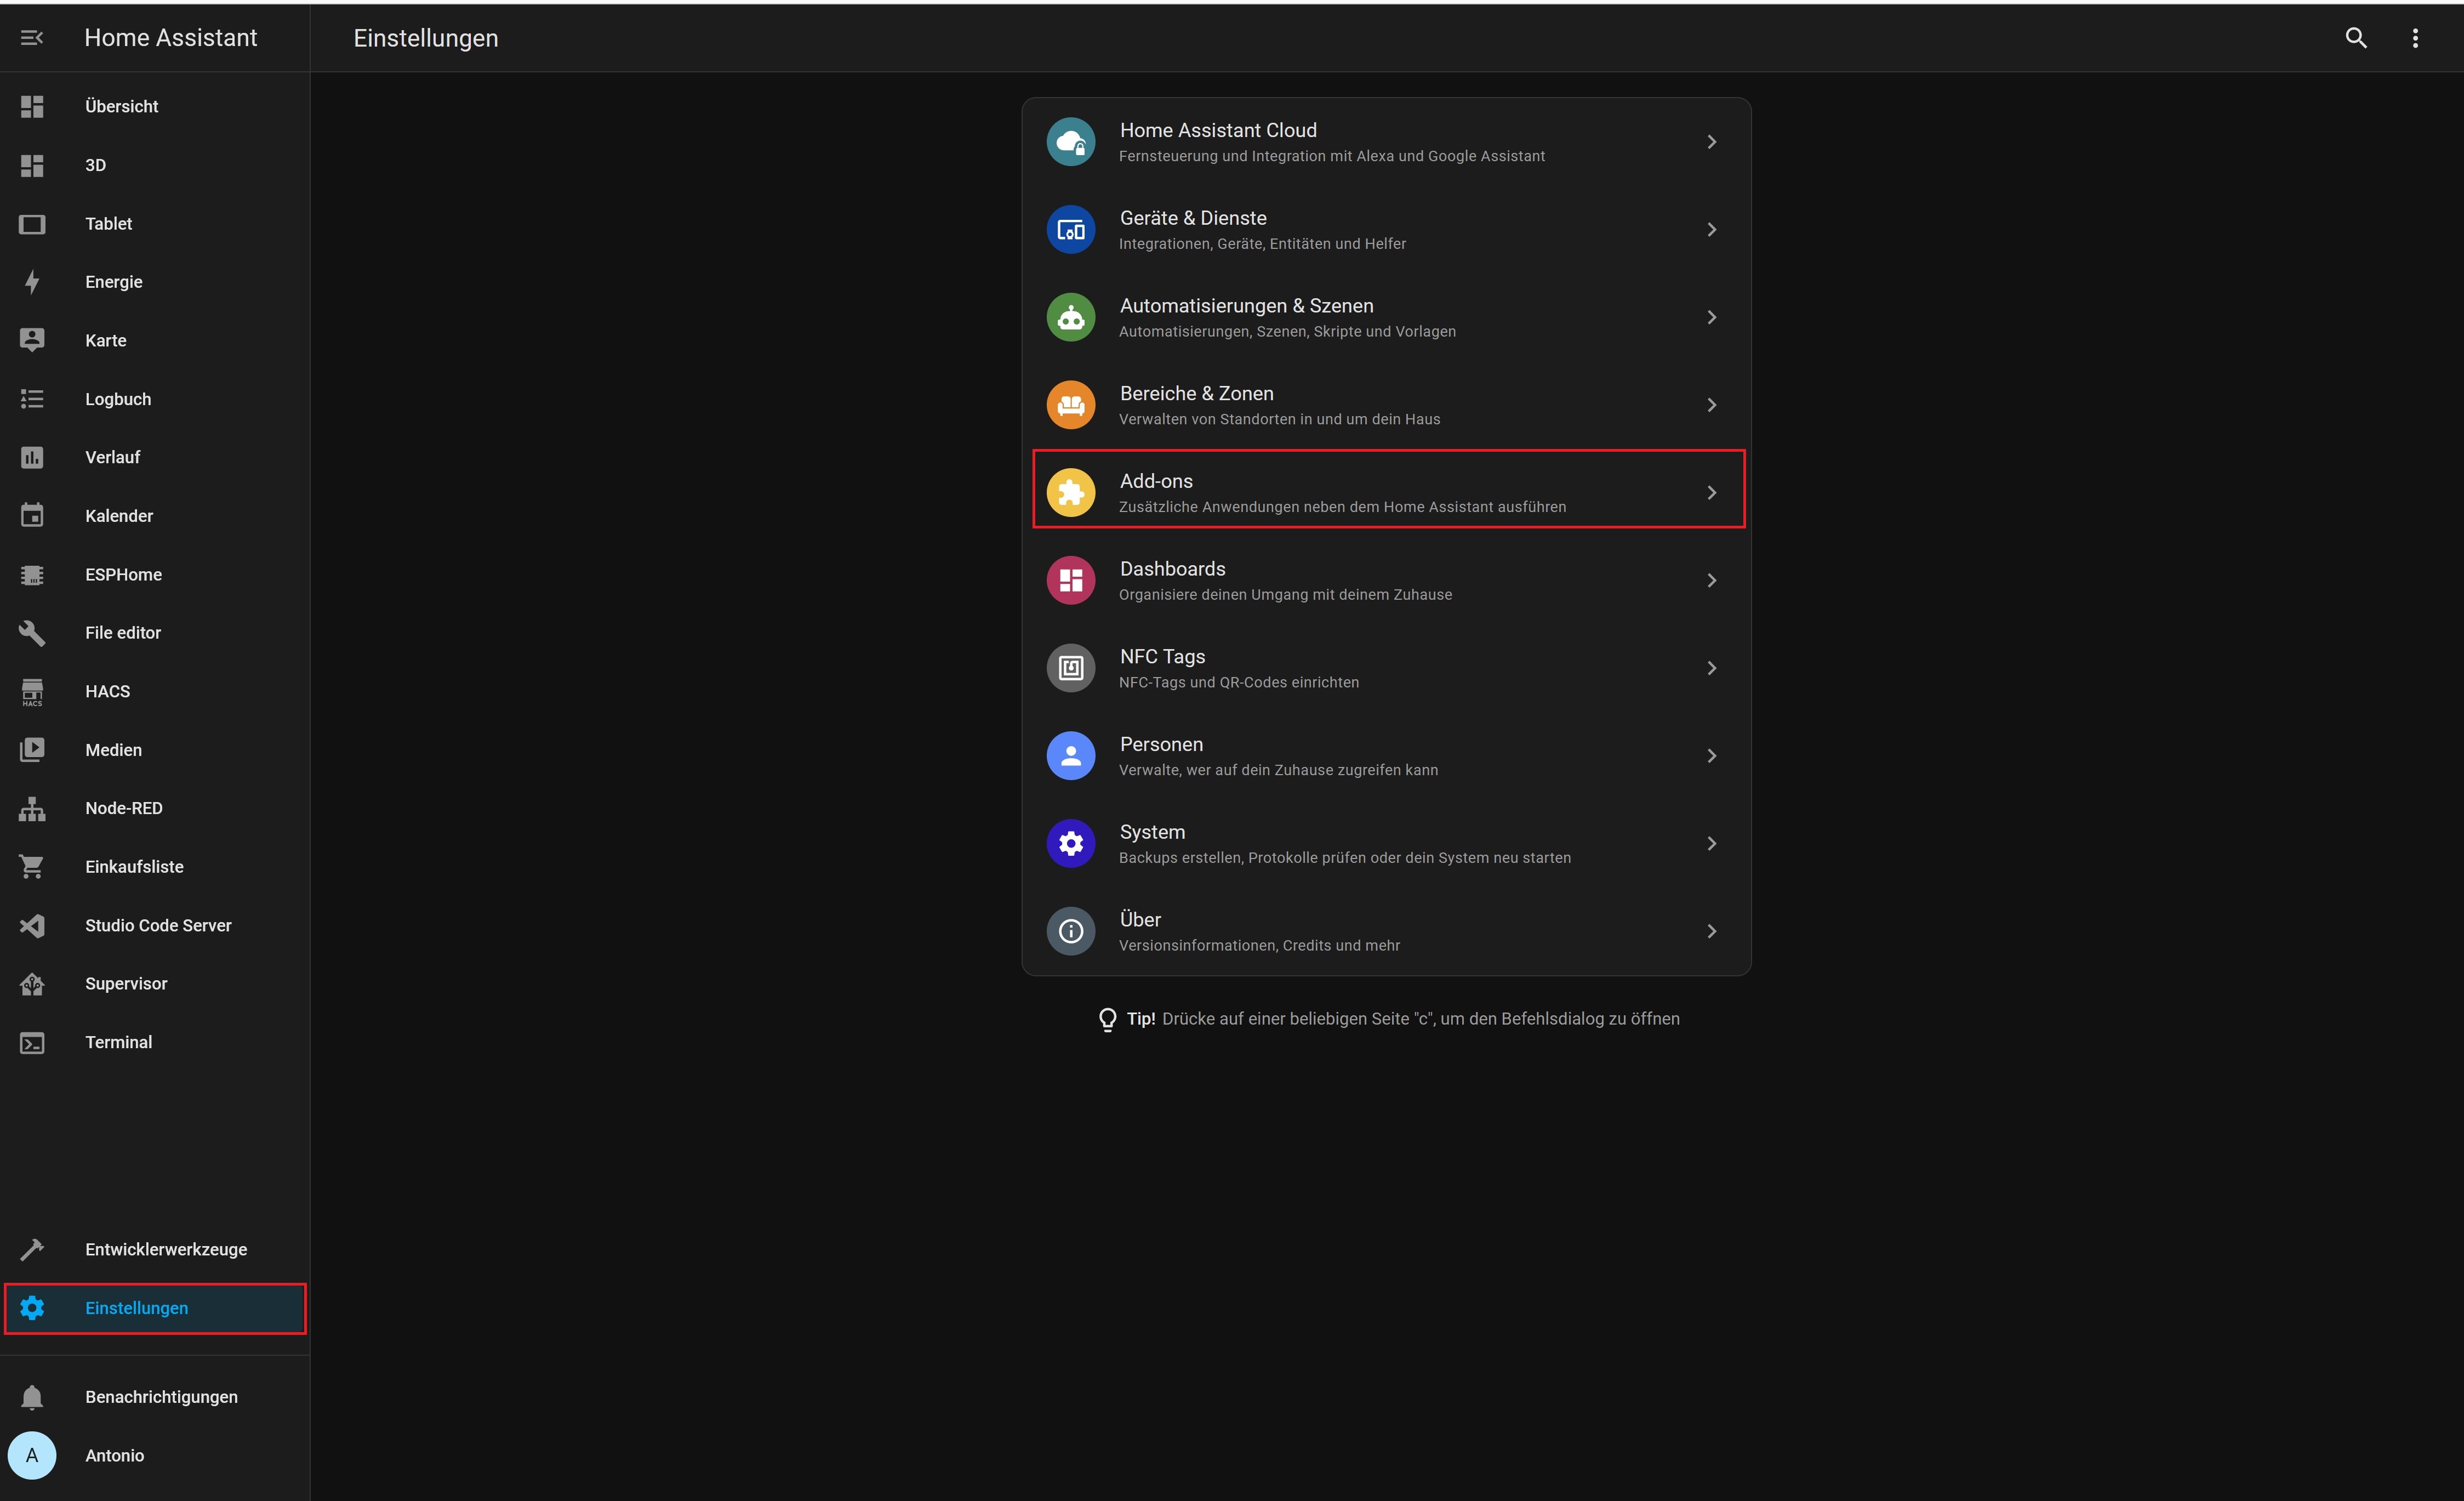 Home Assistant
Einstellungen
Übersicht
3D
Tablet
Energie
Karte
Logbuch
Verlauf
Kalender
ESPHome
File editor
HACS
HACS
Medien
Node-RED
Einkaufsliste
Studio Code Server
Supervisor
Terminal
Entwicklerwerkzeuge
Einstellungen
Benachrichtigungen
A
Antonio
Home Assistant Cloud
Fernsteuerung und Integration mit Alexa und Google Assistant
Geräte & Dienste
Integrationen, Geräte, Entitäten und Helfer
Automatisierungen & Szenen
Automatisierungen, Szenen, Skripte und Vorlagen
Bereiche & Zonen
Verwalten von Standorten in und um dein Haus
Add-ons
Zusätzliche Anwendungen neben dem Home Assistant ausführen
Dashboards
Organisiere deinen Umgang mit deinem Zuhause
NFC Tags
NFC-Tags und QR-Codes einrichten
Personen
Verwalte, wer auf dein Zuhause zugreifen kann
System
Backups erstellen, Protokolle prüfen oder dein System neu starten
Über
Versionsinformationen, Credits und mehr
Tip! Drücke auf einer beliebigen Seite "c", um den Befehlsdialog zu öffnen